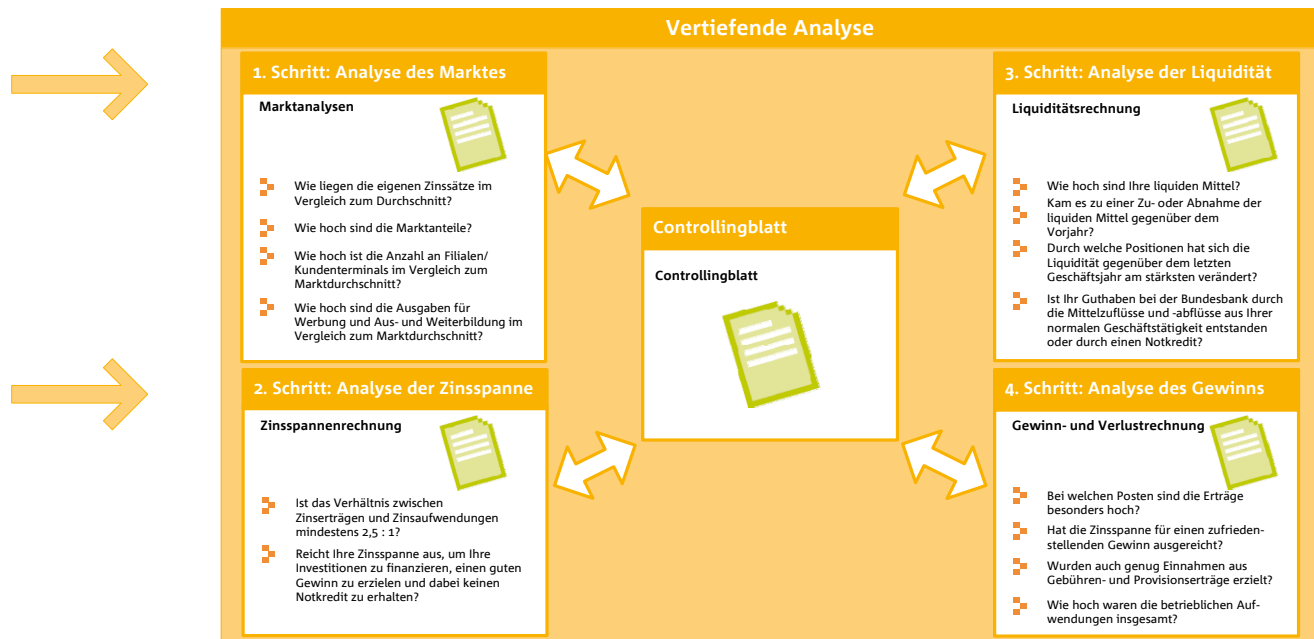 Vertiefende Analyse
1. Schritt: Analyse des Marktes
Marktanalysen
Wie liegen die eigenen Zinssätze im
Vergleich zum Durchschnitt?
Wie hoch sind die Marktanteile?
Wie hoch ist die Anzahl an Filialen/
Kundenterminals im Vergleich zum
Marktdurchschnitt?
Wie hoch sind die Ausgaben für
Werbung und Aus- und Weiterbildung im
Vergleich zum Marktdurchschnitt?
2. Schritt: Analyse der Zinsspanne
Zinsspannenrechnung
Ist das Verhältnis zwischen
Zinserträgen und Zinsaufwendungen
mindestens 2,5 : 1?
Reicht Ihre Zinsspanne aus, um Ihre
Investitionen zu finanzieren, einen guten
Gewinn zu erzielen und dabei keinen
Notkredit zu erhalten?
Controllingblatt
Controllingblatt
3. Schritt: Analyse der Liquidität
Liquiditätsrechnung
Wie hoch sind Ihre liquiden Mittel?
Kam es zu einer Zu- oder Abnahme der
liquiden Mittel gegenüber dem
Vorjahr?
Durch welche Positionen hat sich die
Liquidität gegenüber dem letzten
Geschäftsjahr am stärksten verändert?
Ist Ihr Guthaben bei der Bundesbank durch
die Mittelzuflüsse und -abflüsse aus Ihrer
normalen Geschäftstätigkeit entstanden
oder durch einen Notkredit?
4. Schritt: Analyse des Gewinns
Gewinn- und Verlustrechnung
Bei welchen Posten sind die Erträge
besonders hoch?
Hat die Zinsspanne für einen zufrieden-
stellenden Gewinn ausgereicht?
Wurden auch genug Einnahmen aus
Gebühren- und Provisionserträge erzielt?
Wie hoch waren die betrieblichen Auf-
wendungen insgesamt?